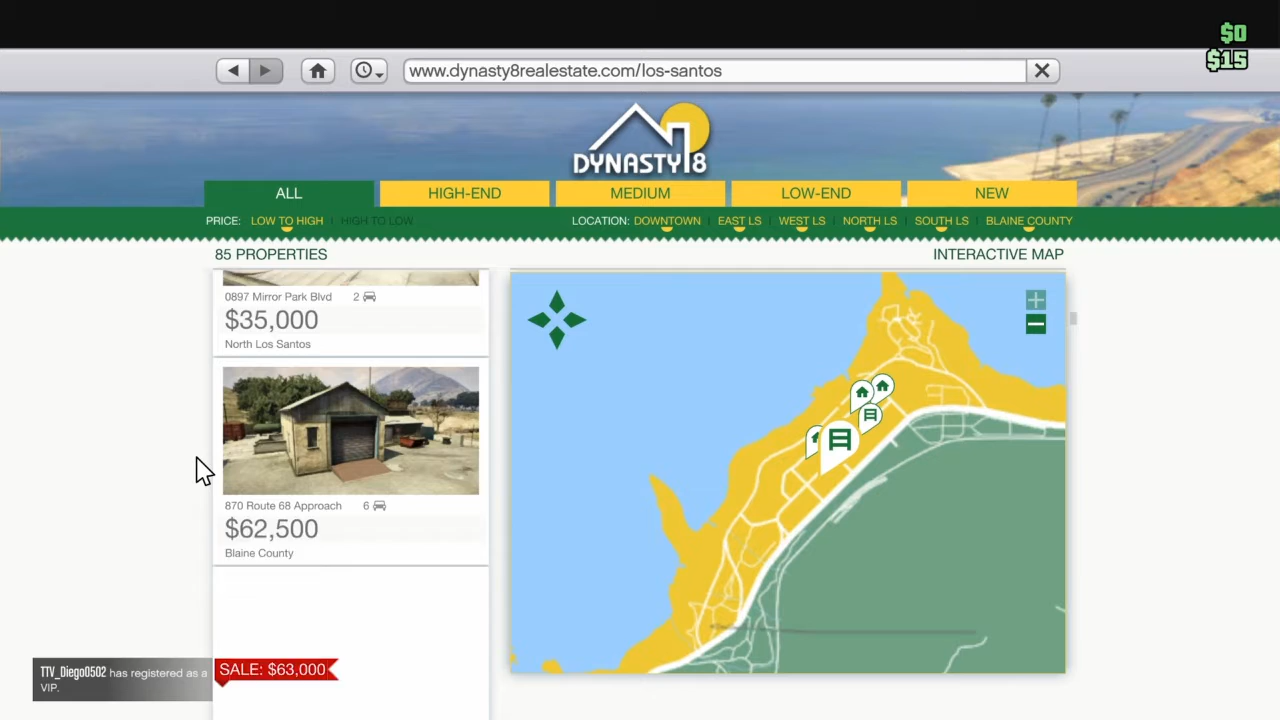 $0
$15
www.dynasty8realestate.com/los-santos
DYNASTY 8
ALL
HIGH-END
MEDIUM
LOW-END
NEW
PRICE: LOW TO HIGH | HIGH TO LOW
LOCATION: DOWNTOWN | EAST LS | WEST LS | NORTH LS | SOUTH LS | BLAINE COUNTY
85 PROPERTIES
INTERACTIVE MAP
0897 Mirror Park Blvd 2
$35,000
North Los Santos
870 Route 68 Approach 6
$62,500
Blaine County
SALE: $63,000
TTV_Diego0502 has registered as a
VIP.